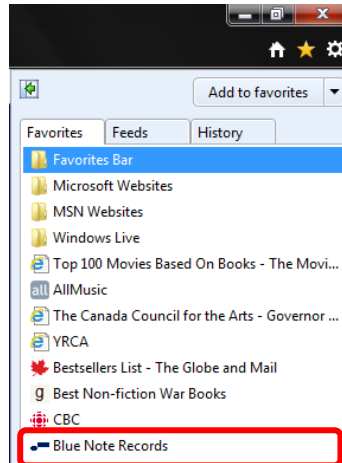 Add to favorites
Favorites Feeds History
Favorites Bar
Microsoft Websites
MSN Websites
Windows Live
Top 100 Movies Based On Books - The Movi...
all AllMusic
The Canada Council for the Arts - Governor ...
YRCA
Bestsellers List - The Globe and Mail
g Best Non-fiction War Books
CBC
Blue Note Records